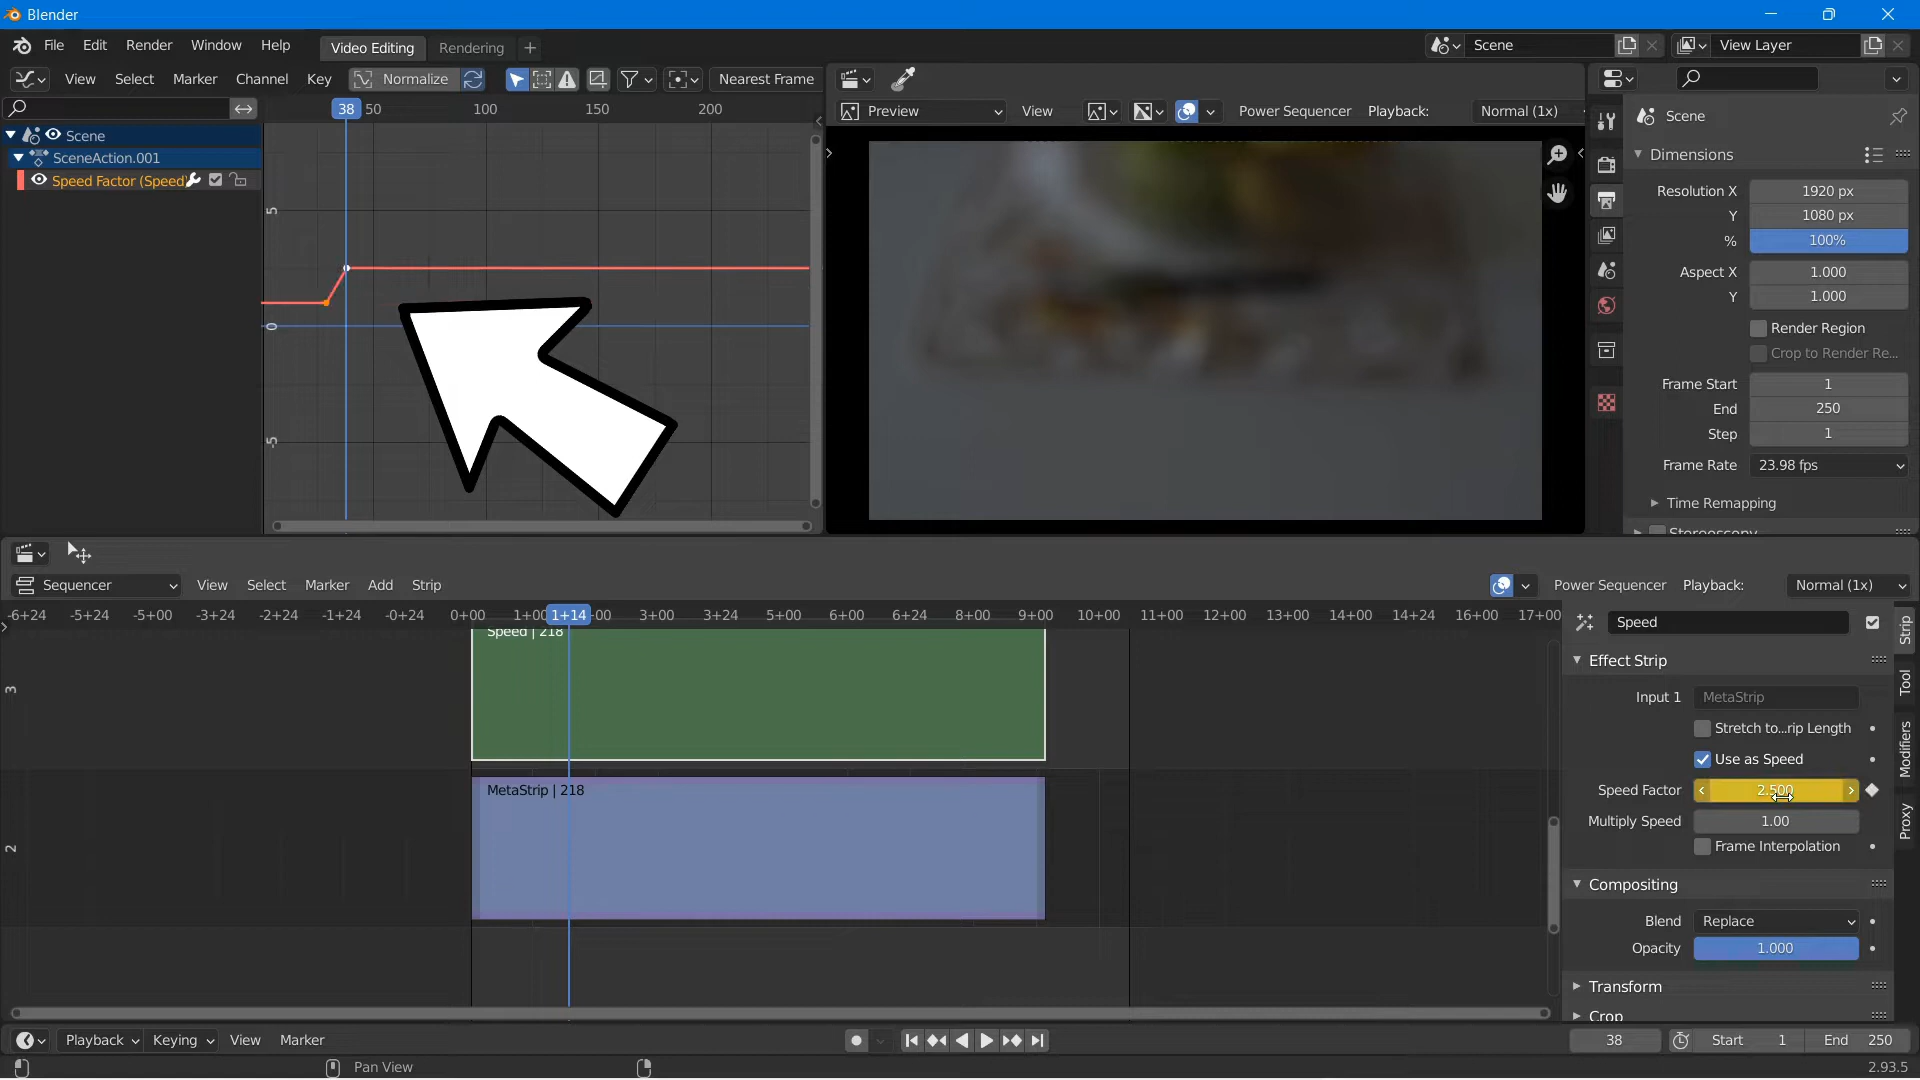 Blender
File Edit Render Window Help Video Editing Rendering + Scene View Layer
View Select Marker Channel Key Normalize Nearest Frame
38 50 100 150 200
Preview View Power Sequencer Playback: Normal (1x)
Scene
SceneAction.001
Speed Factor (Speed
5
0
-5
Scene
Dimensions
Resolution X 1920 px
Y 1080 px
% 100%
Aspect X 1.000
Y 1.000
Render Region
Crop to Render Re...
Frame Start 1
End 250
Step 1
Frame Rate 23.98 fps
Time Remapping
Stereoscopy
Sequencer View Select Marker Add Strip Power Sequencer Playback: Normal (1x)
-6+24 -5+24 -5+00 -3+24 -2+24 -1+24 -0+24 0+00 1+00 1+14 +00 3+00 3+24 5+00 6+00 6+24 8+00 9+00 10+00 11+00 12+00 13+00 14+00 14+24 16+00 17+00
Speed | 218
3
MetaStrip | 218
2
Speed
Effect Strip
Input 1 MetaStrip
Stretch to...rip Length
Use as Speed
Speed Factor 2.500
Multiply Speed 1.00
Frame Interpolation
Compositing
Blend Replace
Opacity 1.000
Transform
Crop
Strip
Tool
Modifiers
Proxy
Playback Keying View Marker 38 Start 1 End 250
Pan View 2.93.5